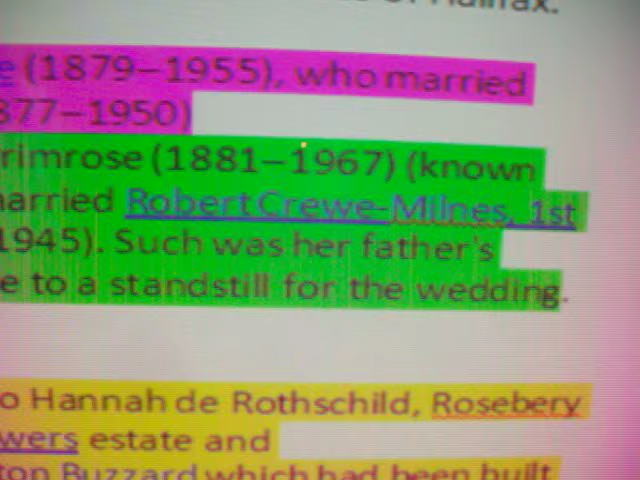 of Halifax.
(1879–1955), who married
877–1950)
rimrose (1881–1967) (known
arried Robert Crewe-Milnes, 1st
1945). Such was her father's
e to a standstill for the wedding.
o Hannah de Rothschild, Rosebery
wers estate and
ton Buzzard which had been built